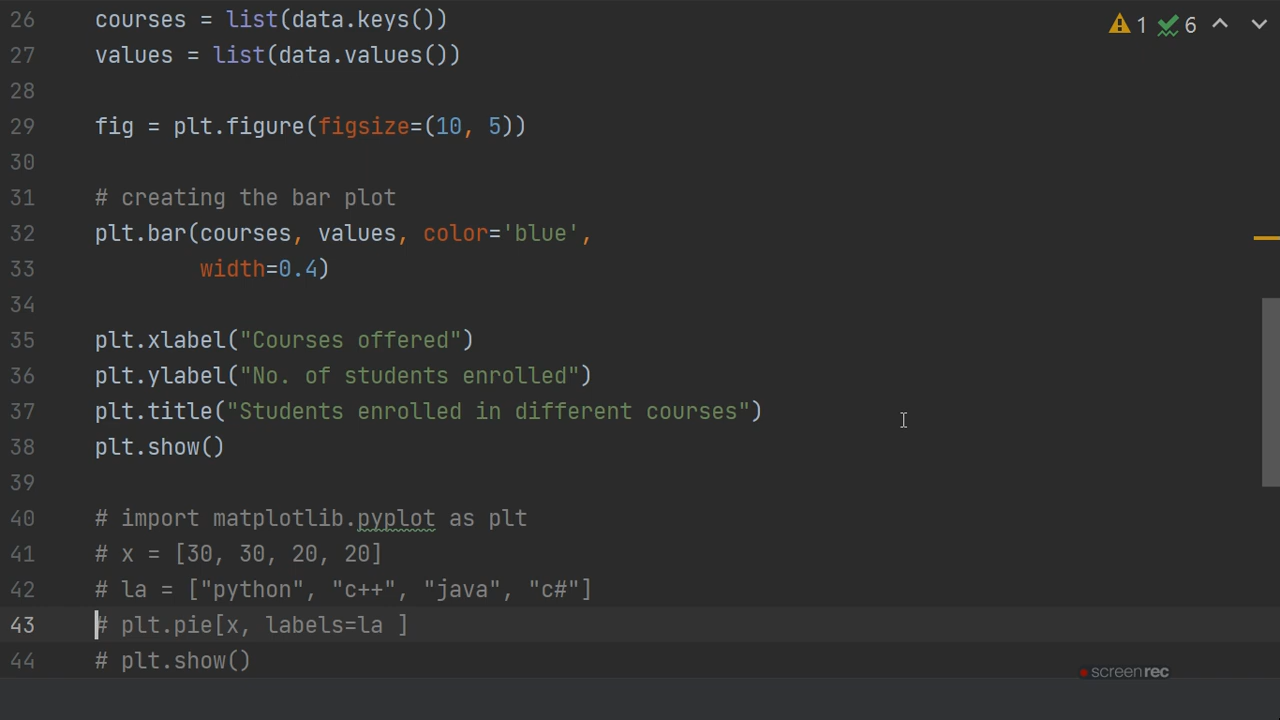 26 courses = list(data.keys())
27 values = list(data.values())
28
29 fig = plt.figure(figsize=(10, 5))
30
31 # creating the bar plot
32 plt.bar(courses, values, color='blue',
33 width=0.4)
34
35 plt.xlabel("Courses offered")
36 plt.ylabel("No. of students enrolled")
37 plt.title("Students enrolled in different courses")
38 plt.show()
39
40 # import matplotlib.pyplot as plt
41 # x = [30, 30, 20, 20]
42 # la = ["python", "c++", "java", "c#"]
43 # plt.pie[x, labels=la ]
44 # plt.show()
1 6
screenrec